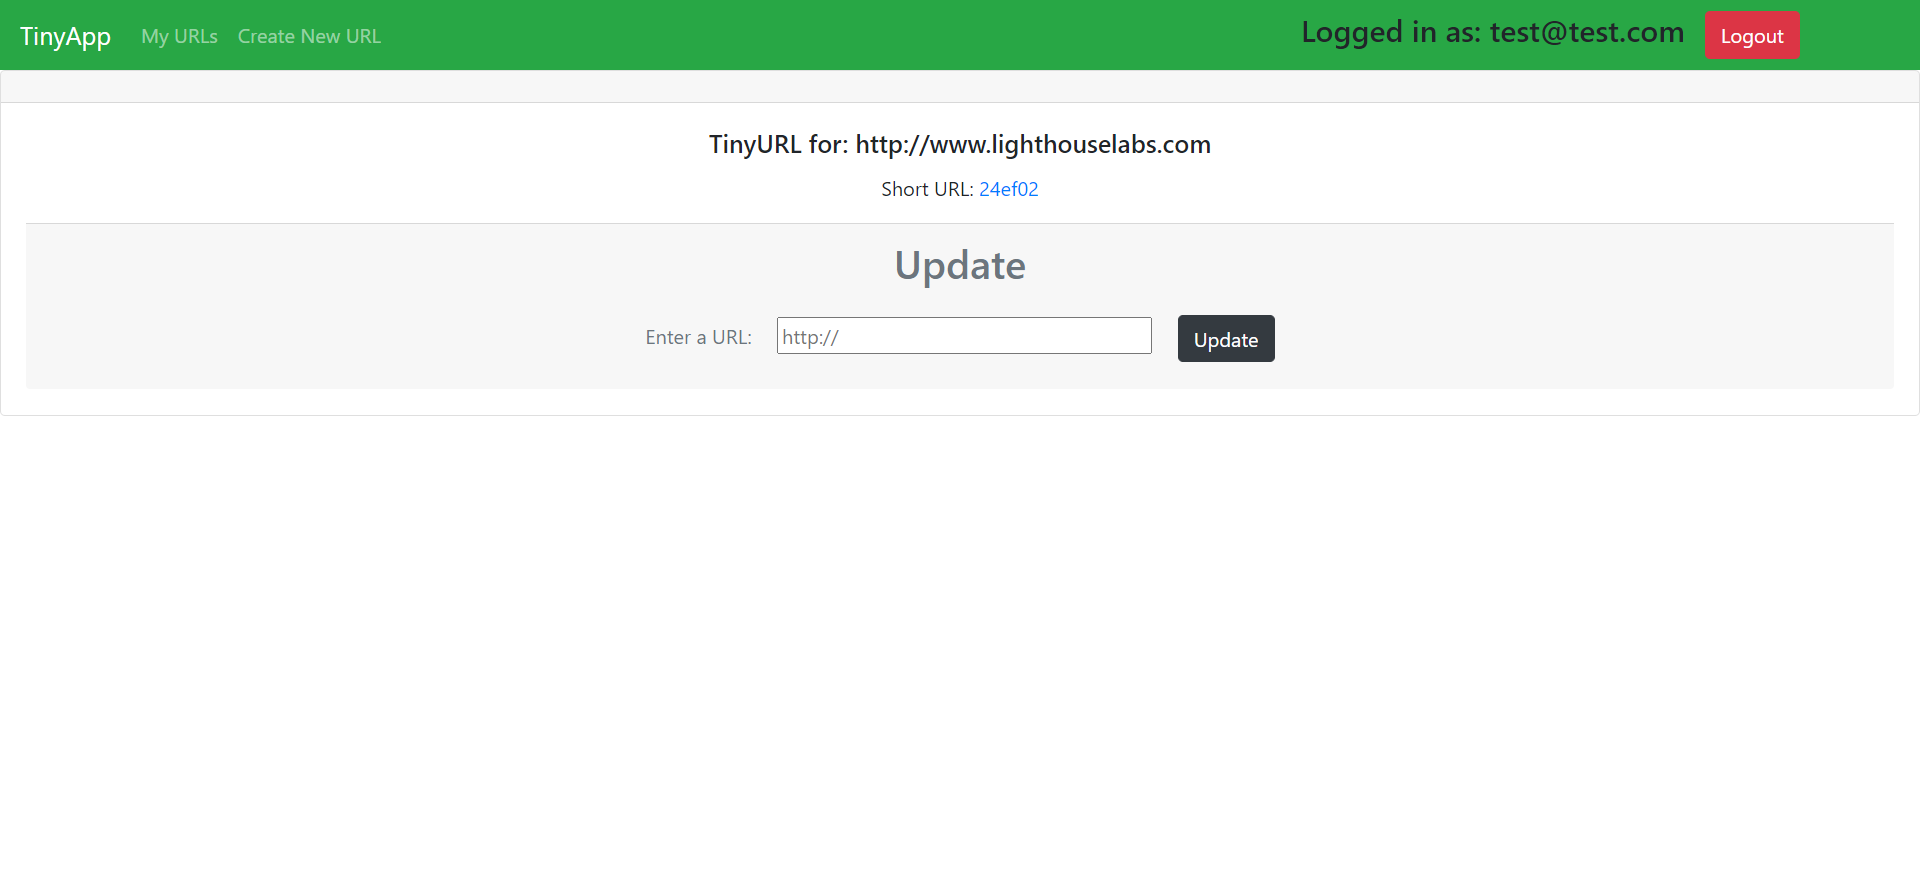 TinyApp My URLs Create New URL Logged in as: test@test.com Logout
TinyURL for: http://www.lighthouselabs.com
Short URL: 24ef02
Update
Enter a URL: http:// Update